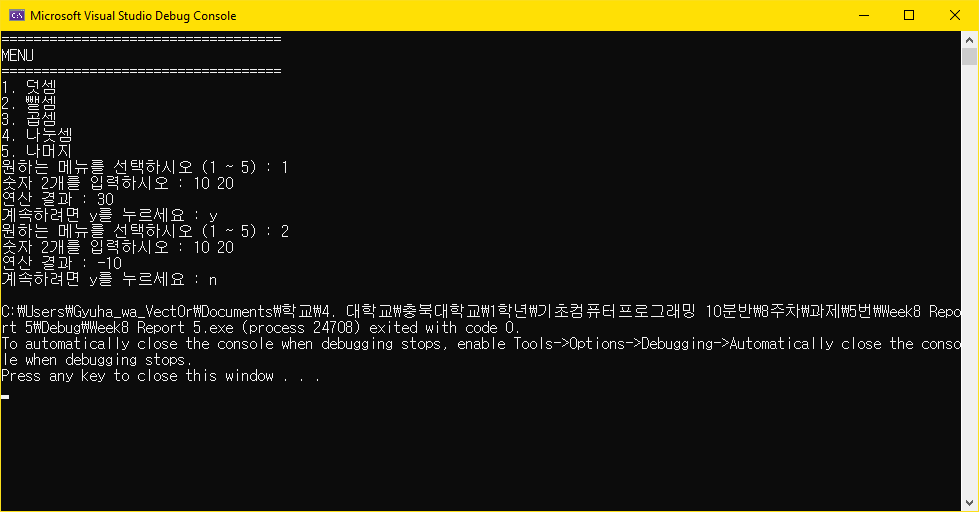 Microsoft Visual Studio Debug Console
===================================
MENU
===================================
1. 덧셈
2. 뺄셈
3. 곱셈
4. 나눗셈
5. 나머지
원하는 메뉴를 선택하시오 (1 ~ 5) : 1
숫자 2개를 입력하시오 : 10 20
연산 결과 : 30
계속하려면 y를 누르세요 : y
원하는 메뉴를 선택하시오 (1 ~ 5) : 2
숫자 2개를 입력하시오 : 10 20
연산 결과 : -10
계속하려면 y를 누르세요 : n
C:₩Users₩Gyuha_wa_VectOr₩Documents₩학교₩4. 대학교₩충북대학교₩1학년₩기초컴퓨터프로그래밍 10분반₩8주차₩과제₩5번₩Week8 Repo
rt 5₩Debug₩Week8 Report 5.exe (process 24708) exited with code 0.
To automatically close the console when debugging stops, enable Tools->Options->Debugging->Automatically close the conso
le when debugging stops.
Press any key to close this window . . .